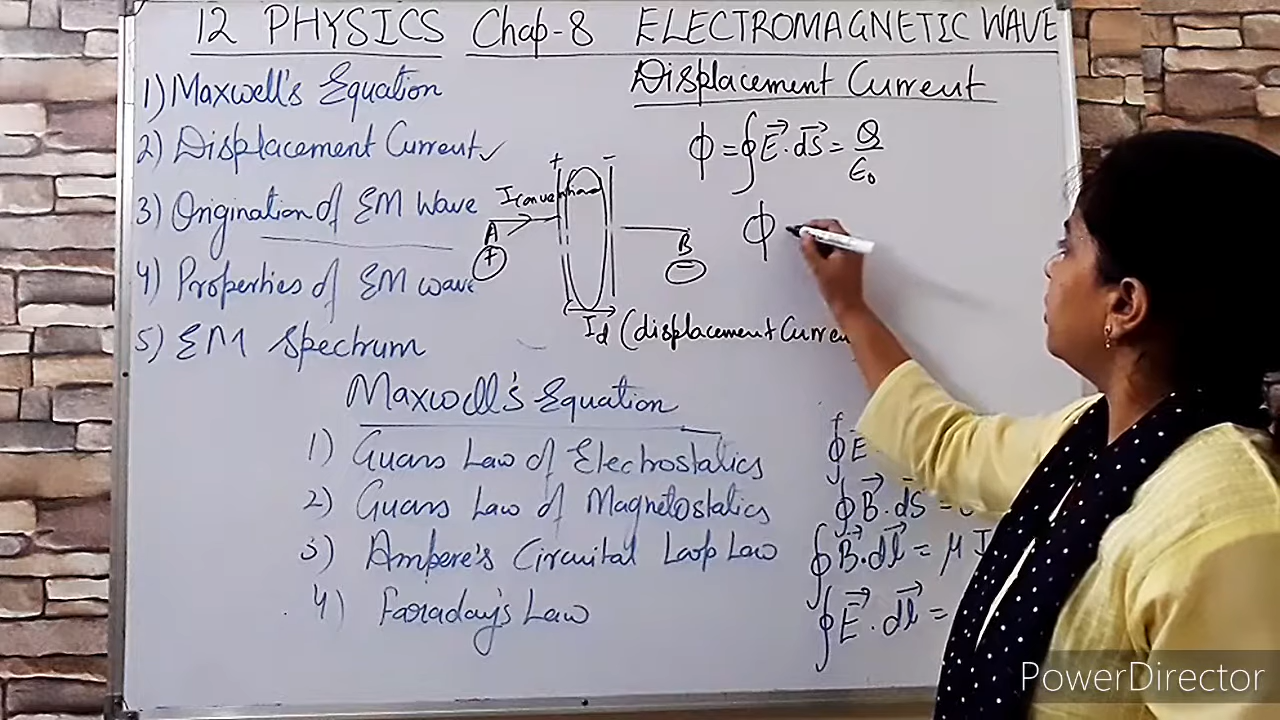 12 PHYSICS Chap-8 ELECTROMAGNETIC WAVE
1) Maxwell's Equation
2) Displacement Current ✓
3) Origination of EM Wave
4) Properties of EM wave
5) EM Spectrum
Displacement Current
ϕ = ∮E⃗.dS⃗ = Q/ε₀
ϕ
+ -
I
A
+
B
-
Id (displacement Curren
Maxwell's Equation
1) Guass Law of Electrostatics
∮E
2) Guass Law of Magnetostatics
∮B⃗.dS⃗ =
3) Ampere's Circuital Loop Law
∮B⃗.dl⃗ = μ I
4) Faraday's Law
∮E⃗.dl⃗ =
PowerDirector